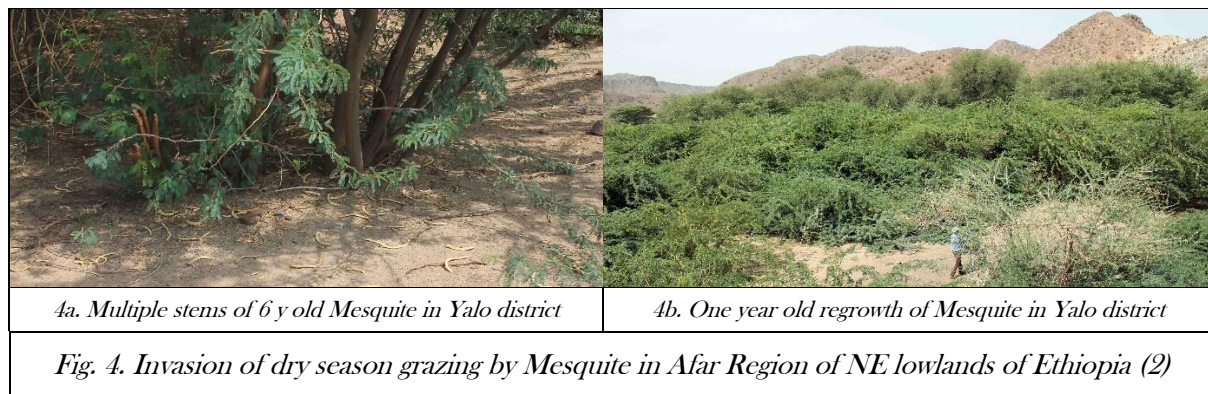 4a. Multiple stems of 6 y old Mesquite in Yalo district
4b. One year old regrowth of Mesquite in Yalo district
Fig. 4. Invasion of dry season grazing by Mesquite in Afar Region of NE lowlands of Ethiopia (2)